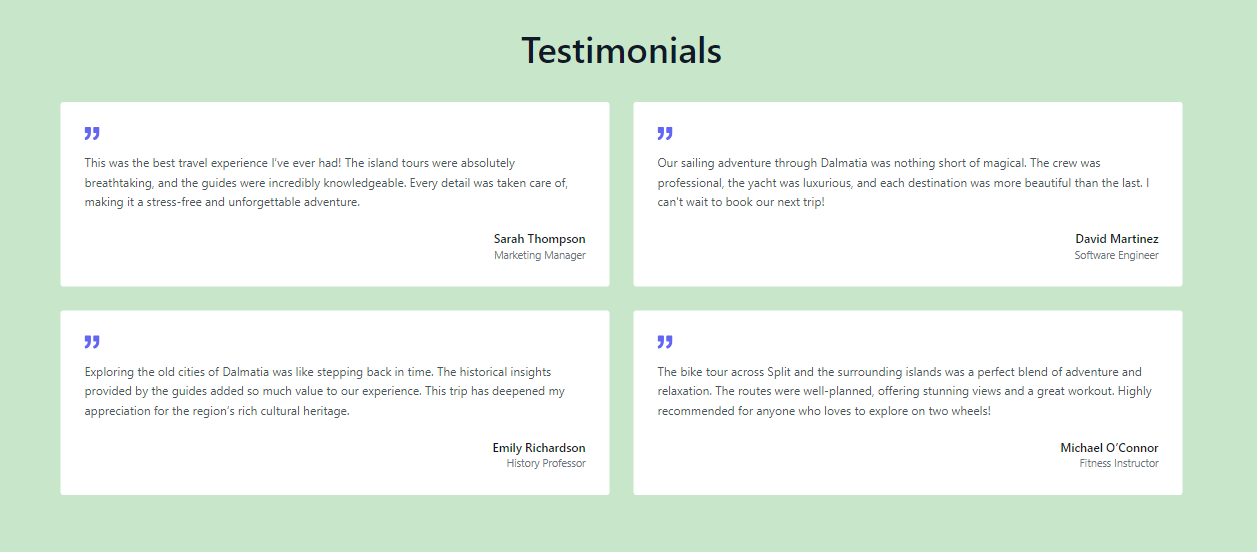 Testimonials
”
This was the best travel experience I’ve ever had! The island tours were absolutely
breathtaking, and the guides were incredibly knowledgeable. Every detail was taken care of,
making it a stress-free and unforgettable adventure.
Sarah Thompson
Marketing Manager
”
Our sailing adventure through Dalmatia was nothing short of magical. The crew was
professional, the yacht was luxurious, and each destination was more beautiful than the last. I
can’t wait to book our next trip!
David Martinez
Software Engineer
”
Exploring the old cities of Dalmatia was like stepping back in time. The historical insights
provided by the guides added so much value to our experience. This trip has deepened my
appreciation for the region’s rich cultural heritage.
Emily Richardson
History Professor
”
The bike tour across Split and the surrounding islands was a perfect blend of adventure and
relaxation. The routes were well-planned, offering stunning views and a great workout. Highly
recommended for anyone who loves to explore on two wheels!
Michael O’Connor
Fitness Instructor